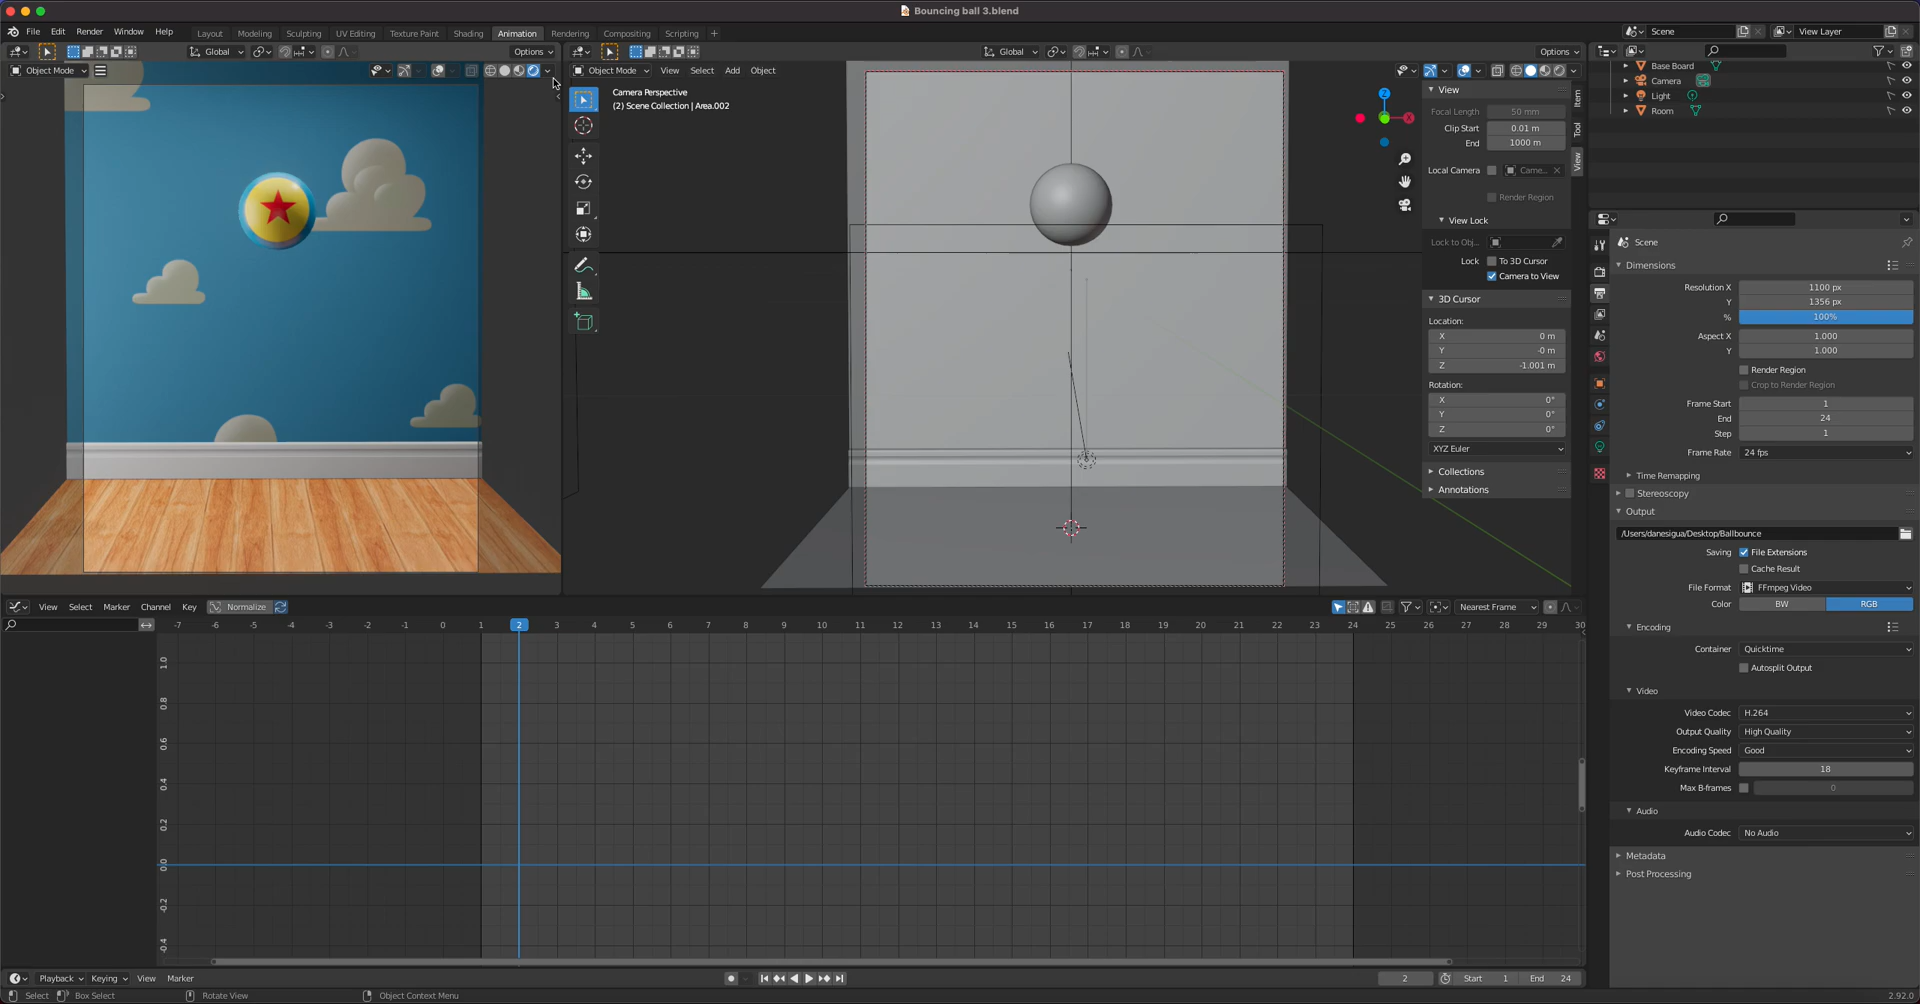 Bouncing ball 3.blend
File Edit Render Window Help Layout Modeling Sculpting UV Editing Texture Paint Shading Animation Rendering Compositing Scripting + Scene View Layer
Global Options Global Options
Object Mode Object Mode View Select Add Object
Camera Perspective
(2) Scene Collection | Area.002
Z
X
View
Focal Length 50 mm
Clip Start 0.01 m
End 1000 m
Local Camera Came...
Render Region
View Lock
Lock to Obj...
Lock To 3D Cursor
Camera to View
3D Cursor
Location:
X 0 m
Y -0 m
Z -1.001 m
Rotation:
X 0°
Y 0°
Z 0°
XYZ Euler
Collections
Annotations
Item
Tool
View
Base Board
Camera
Light
Room
Scene
Dimensions
Resolution X 1100 px
Y 1356 px
% 100%
Aspect X 1.000
Y 1.000
Render Region
Crop to Render Region
Frame Start 1
End 24
Step 1
Frame Rate 24 fps
Time Remapping
Stereoscopy
Output
/Users/danesigua/Desktop/Ballbounce
Saving File Extensions
Cache Result
File Format FFmpeg Video
Color BW RGB
Encoding
Container Quicktime
Autosplit Output
Video
Video Codec H.264
Output Quality High Quality
Encoding Speed Good
Keyframe Interval 18
Max B-frames 0
Audio
Audio Codec No Audio
Metadata
Post Processing
View Select Marker Channel Key Normalize Nearest Frame
-7 -6 -5 -4 -3 -2 -1 0 1 2 3 4 5 6 7 8 9 10 11 12 13 14 15 16 17 18 19 20 21 22 23 24 25 26 27 28 29 30
1.0
0.8
0.6
0.4
0.2
0.0
-0.2
-0.4
Playback Keying View Marker 2 Start 1 End 24
Select Box Select Rotate View Object Context Menu 2.92.0